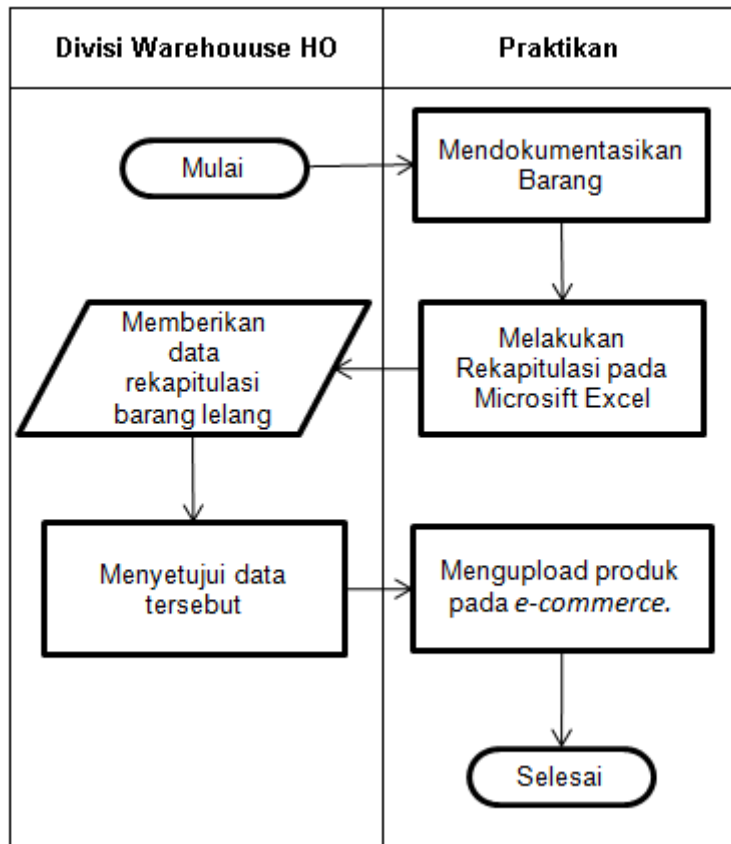 Divisi Warehouuse HO
Praktikan
Mulai
Mendokumentasikan
Barang
Memberikan
data
rekapitulasi
barang lelang
Melakukan
Rekapitulasi pada
Microsift Excel
Menyetujui data
tersebut
Mengupload produk
pada e-commerce.
Selesai